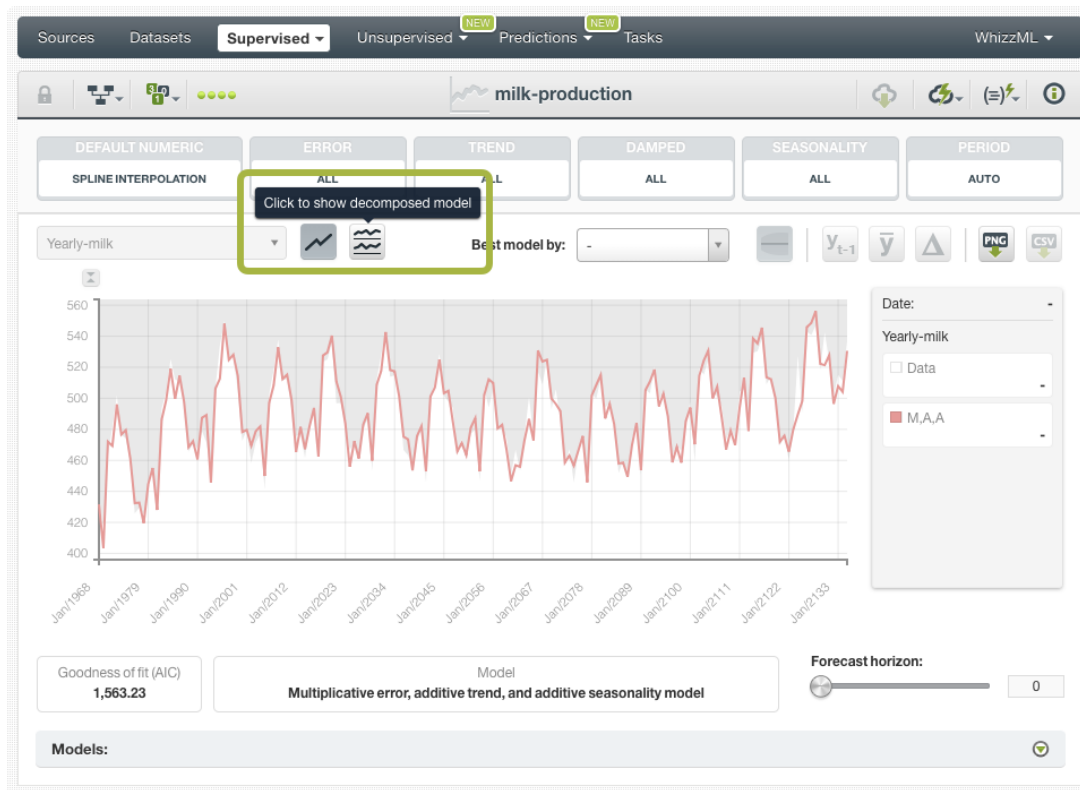 NEW NEW
Sources Datasets Supervised Unsupervised Predictions Tasks WhizzML
milk-production
DEFAULT NUMERIC ERROR TREND DAMPED SEASONALITY PERIOD
SPLINE INTERPOLATION ALL ALL ALL ALL AUTO
Click to show decomposed model
Yearly-milk Best model by: - yt-1 y Δ PNG CSV
560
540
520
500
480
460
440
420
400
Jan/1968 Jan/1979 Jan/1990 Jan/2001 Jan/2012 Jan/2023 Jan/2034 Jan/2045 Jan/2056 Jan/2067 Jan/2078 Jan/2089 Jan/2100 Jan/2111 Jan/2122 Jan/2133
Date: -
Yearly-milk
Data
-
M,A,A
-
Goodness of fit (AIC)
1,563.23
Model
Multiplicative error, additive trend, and additive seasonality model
Forecast horizon:
0
Models: